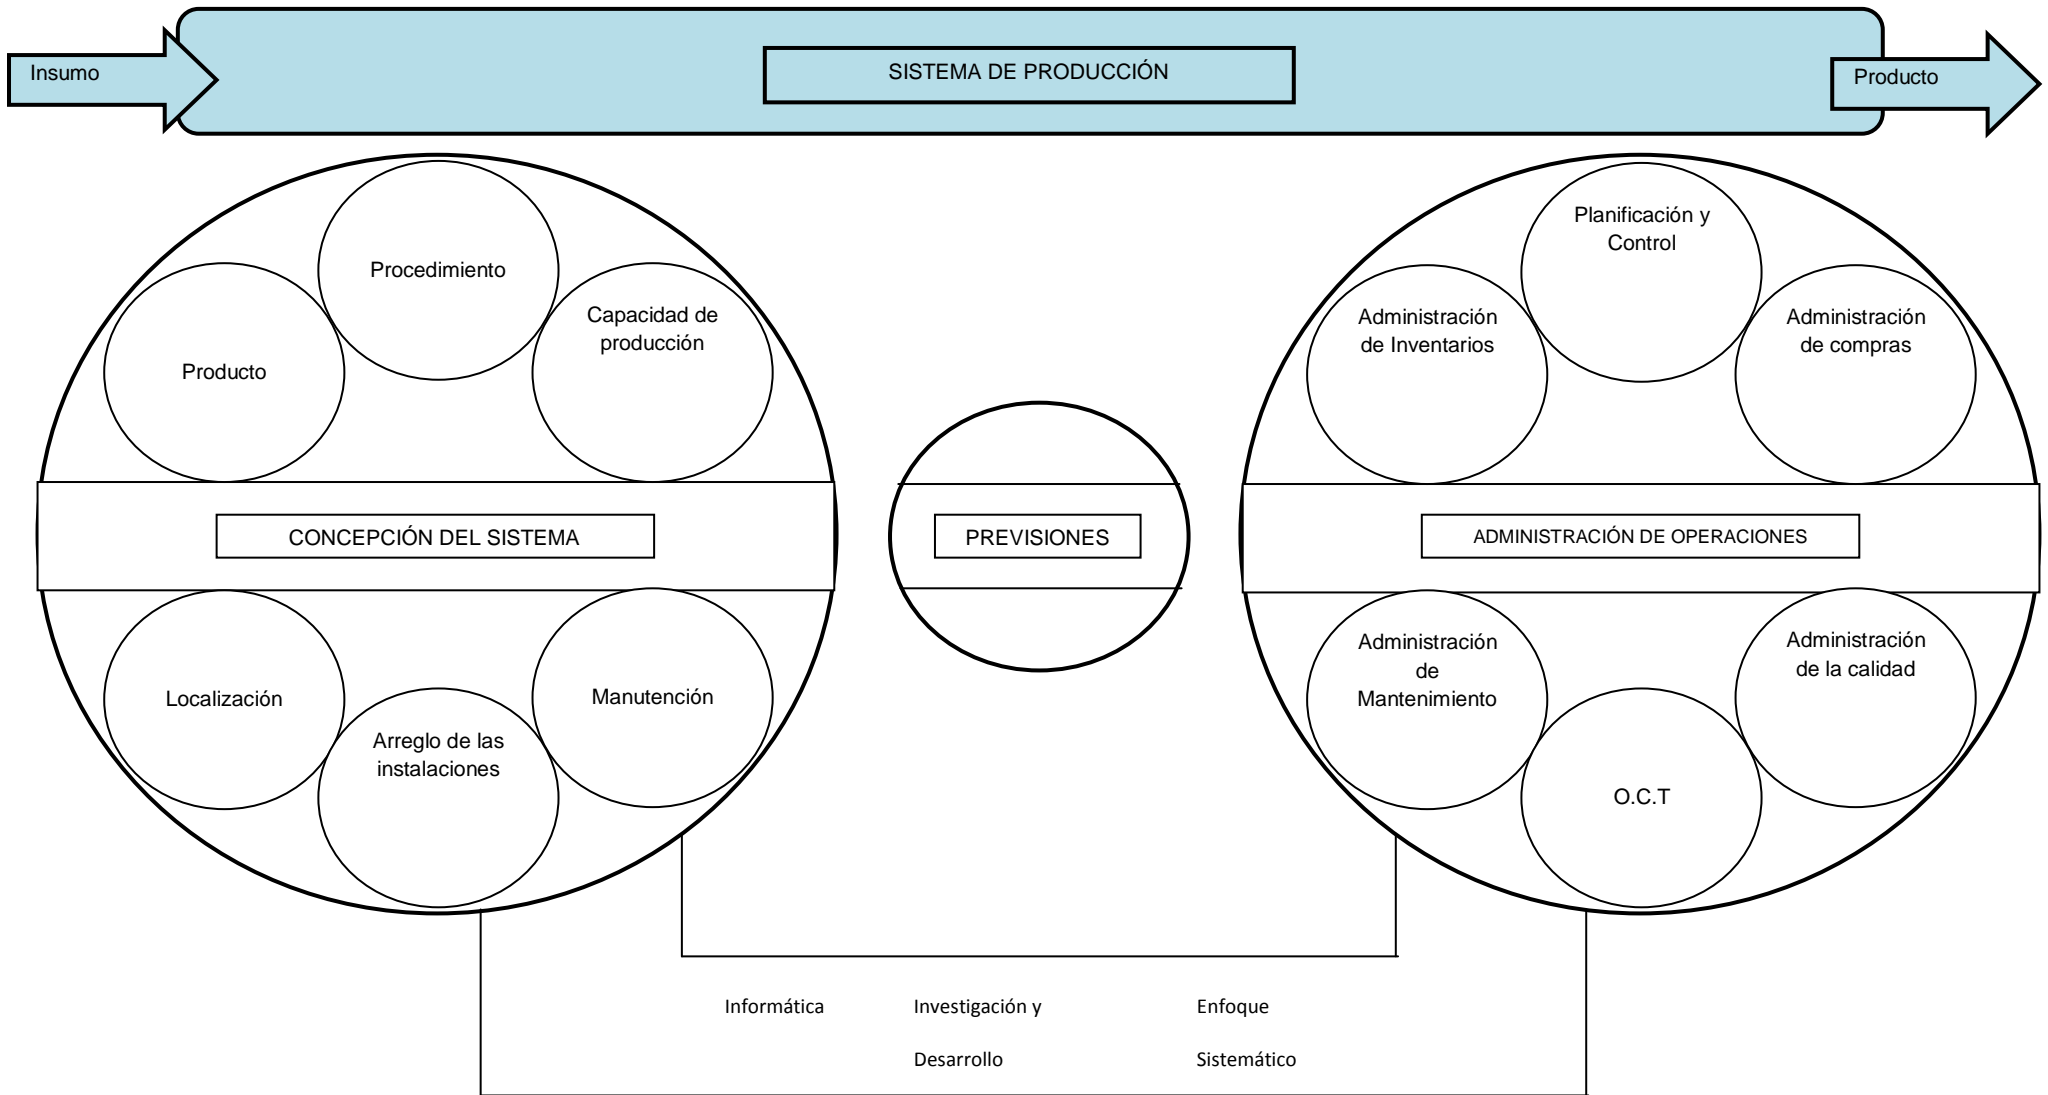 Insumo
SISTEMA DE PRODUCCIÓN
Producto
Procedimiento
Capacidad de
producción
Producto
CONCEPCIÓN DEL SISTEMA
Localización
Arreglo de las
instalaciones
Manutención
PREVISIONES
Planificación y
Control
Administración
de Inventarios
Administración
de compras
ADMINISTRACIÓN DE OPERACIONES
Administración
de
Mantenimiento
Administración
de la calidad
O.C.T
Informática
Investigación y
Desarrollo
Enfoque
Sistemático